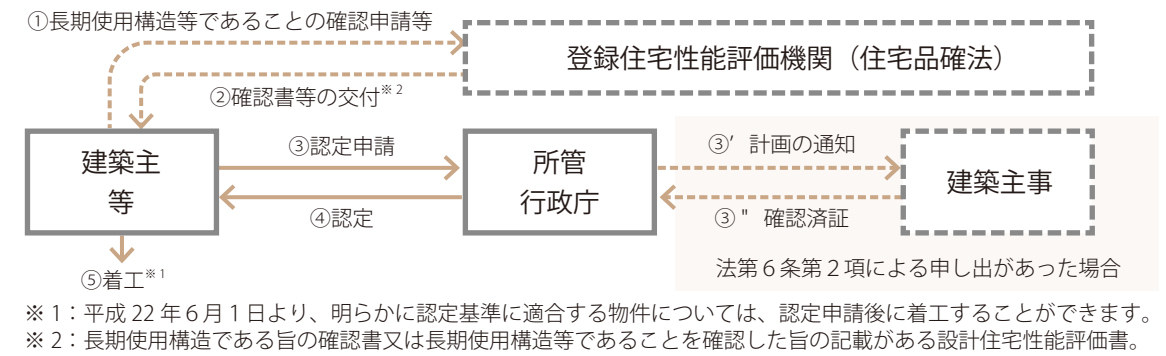 ①長期使用構造等であることの確認申請等
登録住宅性能評価機関（住宅品確法）
②確認書等の交付※2
建築主
等
③認定申請
④認定
所管
行政庁
③′ 計画の通知
③" 確認済証
建築主事
法第6条第2項による申し出があった場合
⑤着工※1
※1：平成22年6月1日より、明らかに認定基準に適合する物件については、認定申請後に着工することができます。
※2：長期使用構造である旨の確認書又は長期使用構造等であることを確認した旨の記載がある設計住宅性能評価書。